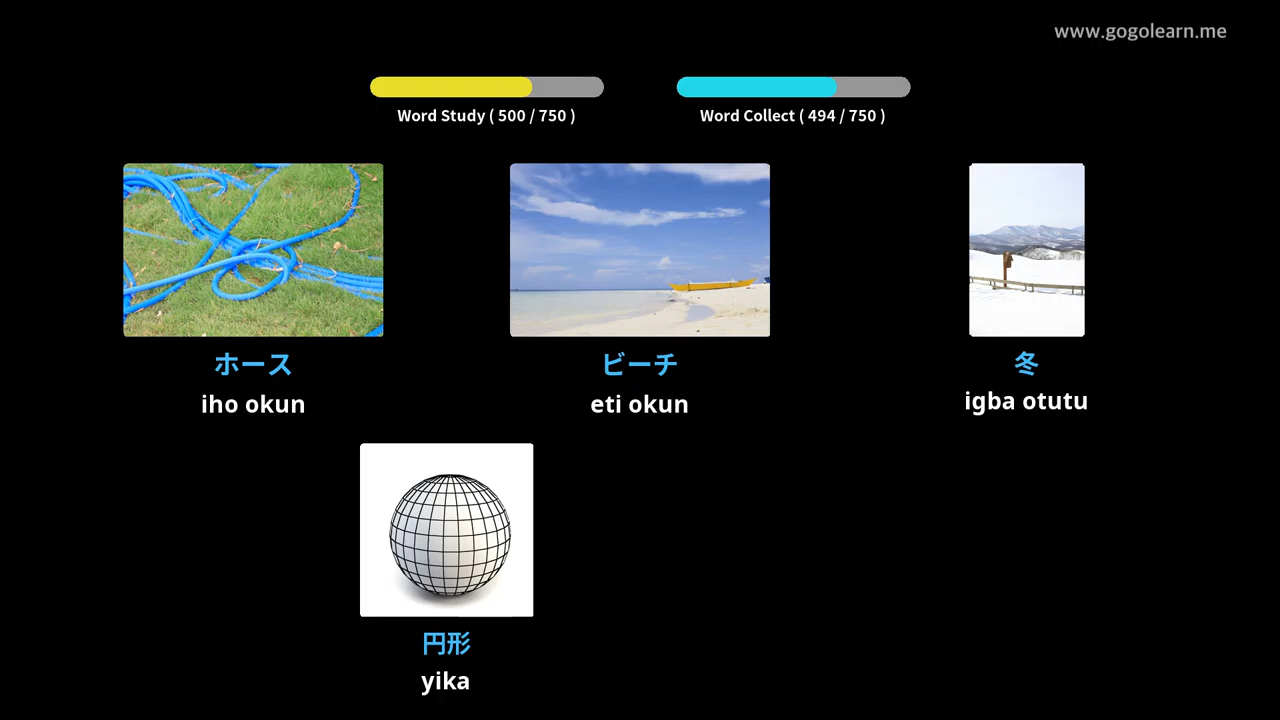 www.gogolearn.me
Word Study ( 500 / 750 )
Word Collect ( 494 / 750 )
ホース
ビーチ
冬
iho okun
eti okun
igba otutu
円形
yika